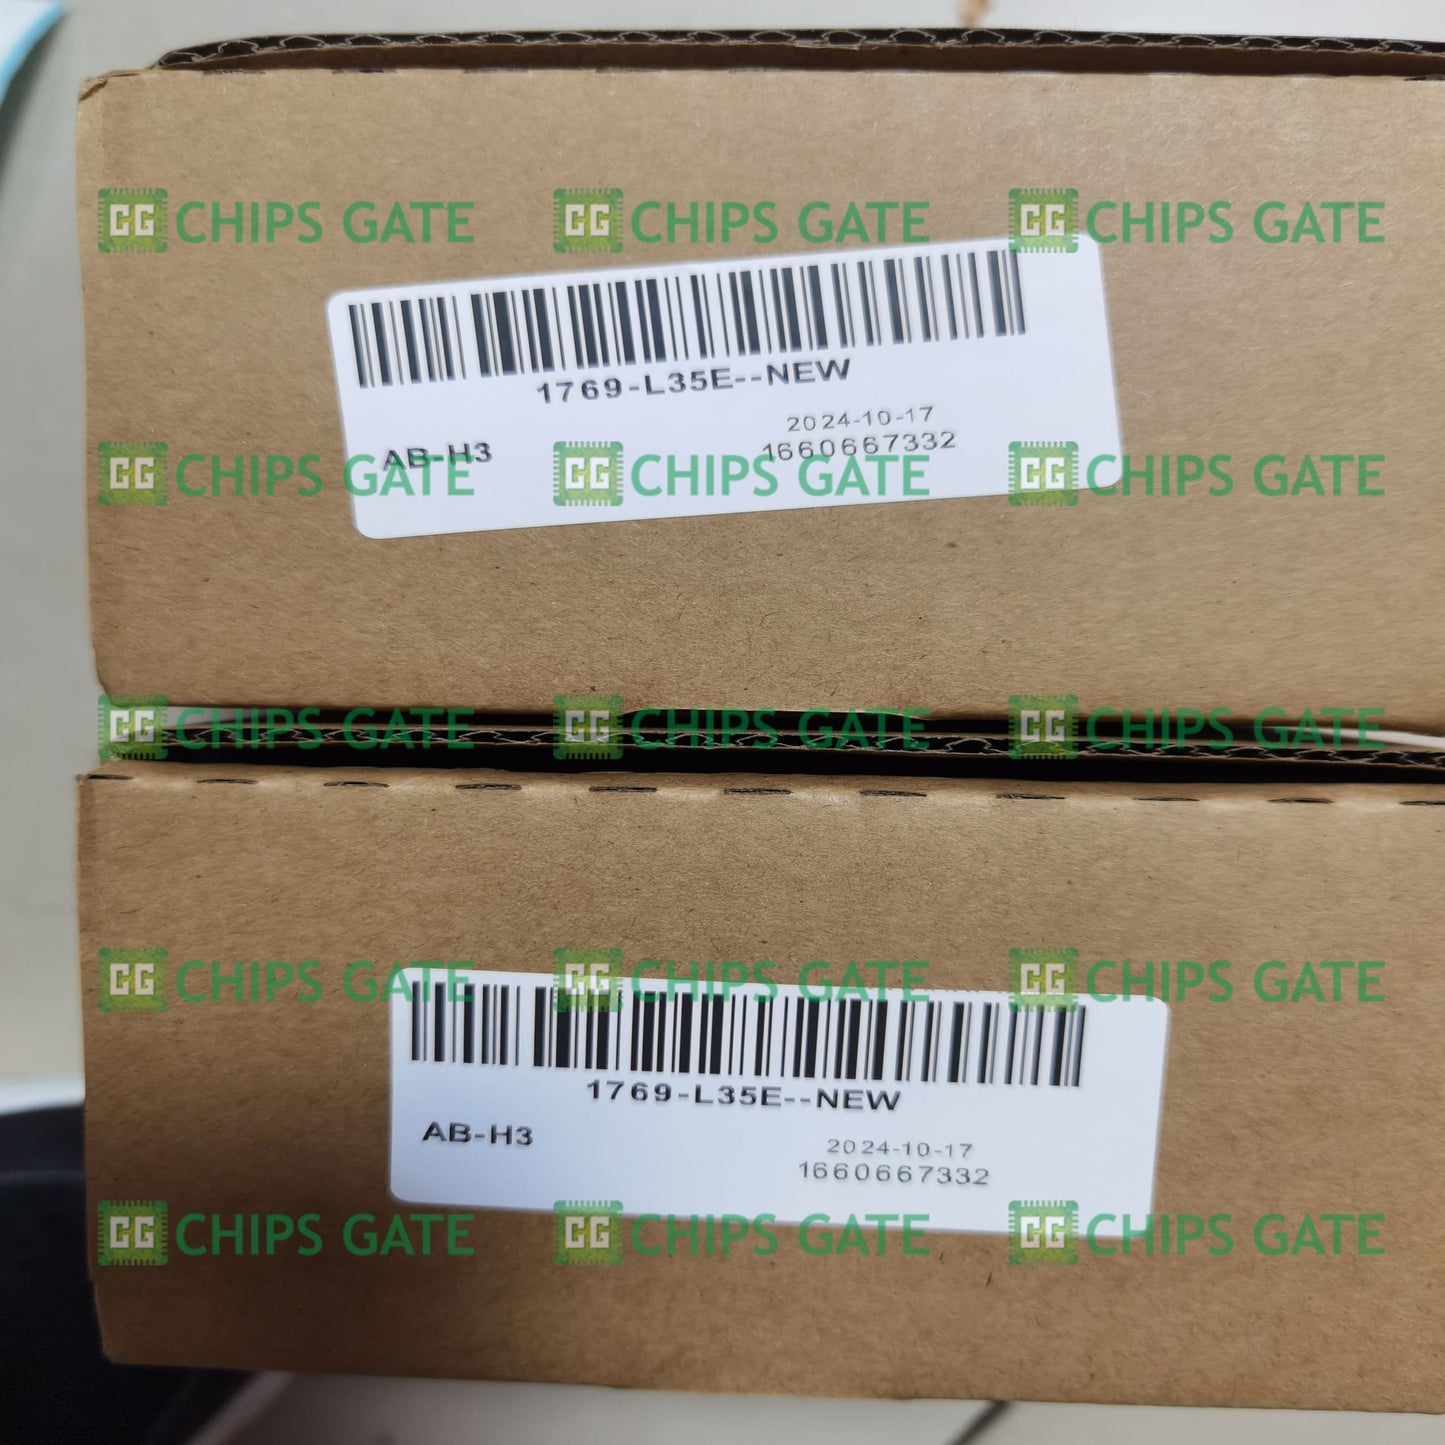 CG CHIPS GATE CG CHIPS GATE CG CHIPS GATE
1769-L35E--NEW
2024-10-17
AB-H3 1660667332
CG CHIPS GATE CG CHIPS GATE CG CHIPS GATE
CG CHIPS GATE CG CHIPS GATE CG CHIPS GATE
CG CHIPS GATE CG CHIPS GATE CG CHIPS GATE
1769-L35E--NEW
AB-H3 2024-10-17
1660667332
CG CHIPS GATE CG CHIPS GATE CG CHIPS GATE